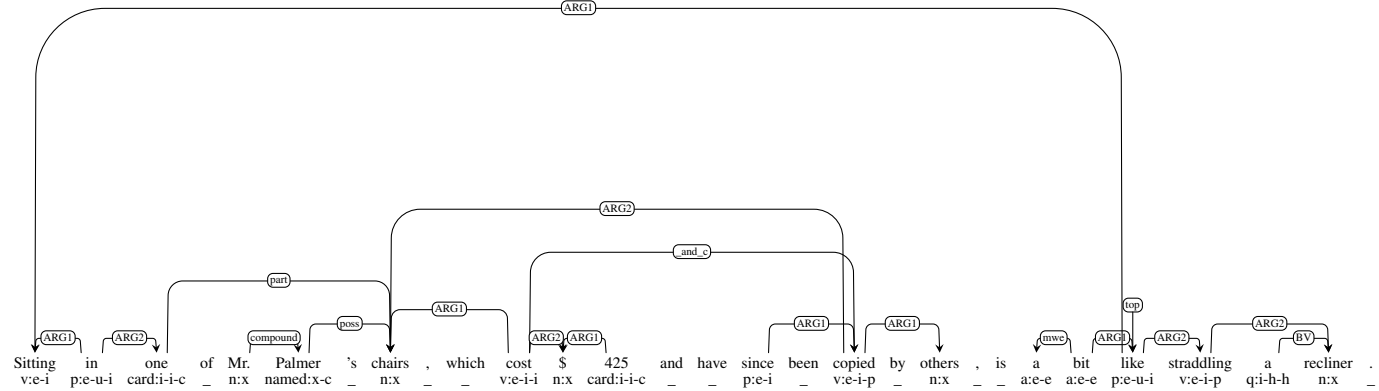 ARG1
ARG2
_and_c
part
top
ARG1
poss
ARG1
ARG1
ARG2
ARG1
ARG2
compound
ARG2
ARG1
mwe
ARG1
ARG2
BV
Sitting in one of Mr. Palmer 's chairs , which cost $ 425 and have since been copied by others , is a bit like straddling a recliner .
v:e-i p:e-u-i card:i-i-c _ n:x named:x-c _ n:x _ _ v:e-i-i n:x card:i-i-c _ _ p:e-i _ v:e-i-p _ n:x _ _ a:e-e a:e-e p:e-u-i v:e-i-p q:i-h-h n:x _